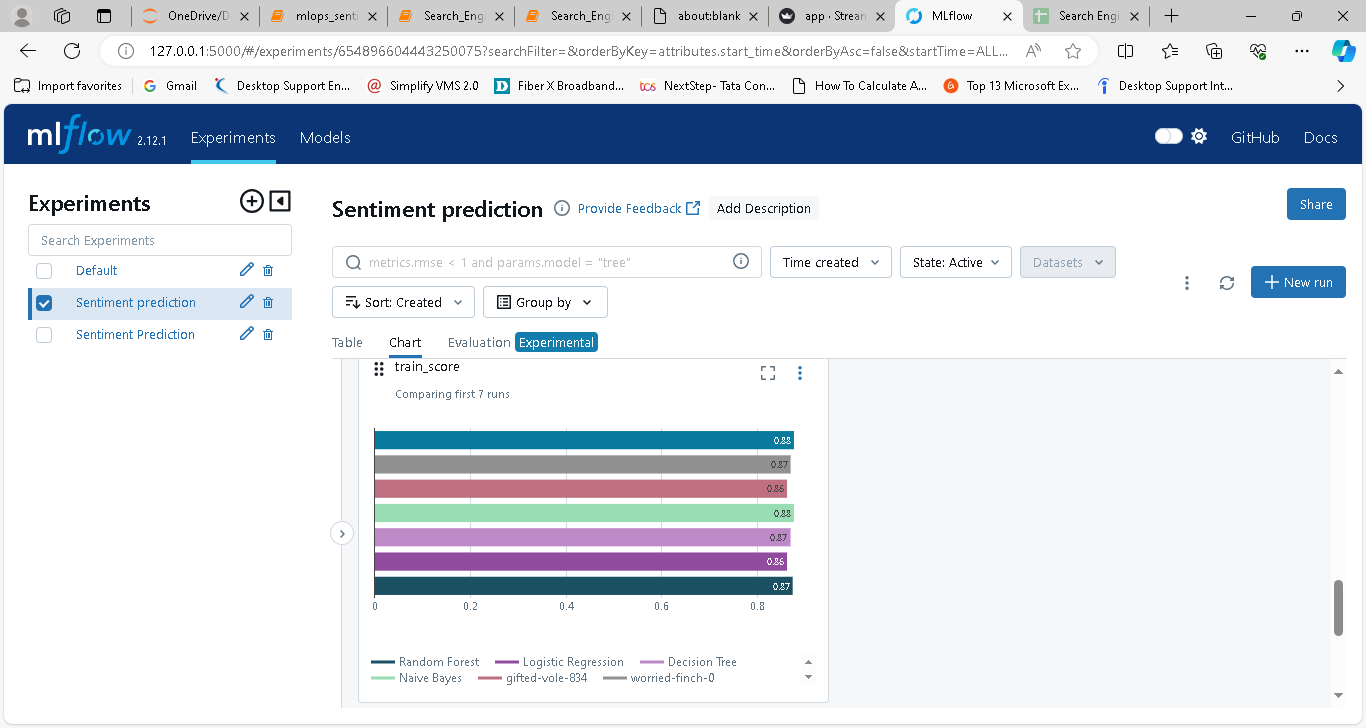 OneDrive/D
mlops_senti
Search_Engi
Search_Engi
about:blank
app · Stream
MLflow
Search Engi
127.0.0.1:5000/#/experiments/654896604443250075?searchFilter=&orderByKey=attributes.start_time&orderByAsc=false&startTime=ALL...
Import favorites
Gmail
Desktop Support En...
Simplify VMS 2.0
Fiber X Broadband...
tcs NextStep- Tata Con...
How To Calculate A...
Top 13 Microsoft Ex...
Desktop Support Int...
mlflow 2.12.1
Experiments
Models
GitHub
Docs
Experiments
Search Experiments
Default
Sentiment prediction
Sentiment Prediction
Sentiment prediction
Provide Feedback
Add Description
Share
metrics.rmse < 1 and params.model = "tree"
Time created
State: Active
Datasets
New run
Sort: Created
Group by
Table
Chart
Evaluation
Experimental
train_score
Comparing first 7 runs
0.88
0.87
0.86
0.88
0.87
0.86
0.87
0 0.2 0.4 0.6 0.8
Random Forest Logistic Regression Decision Tree
Naive Bayes gifted-vole-834 worried-finch-0